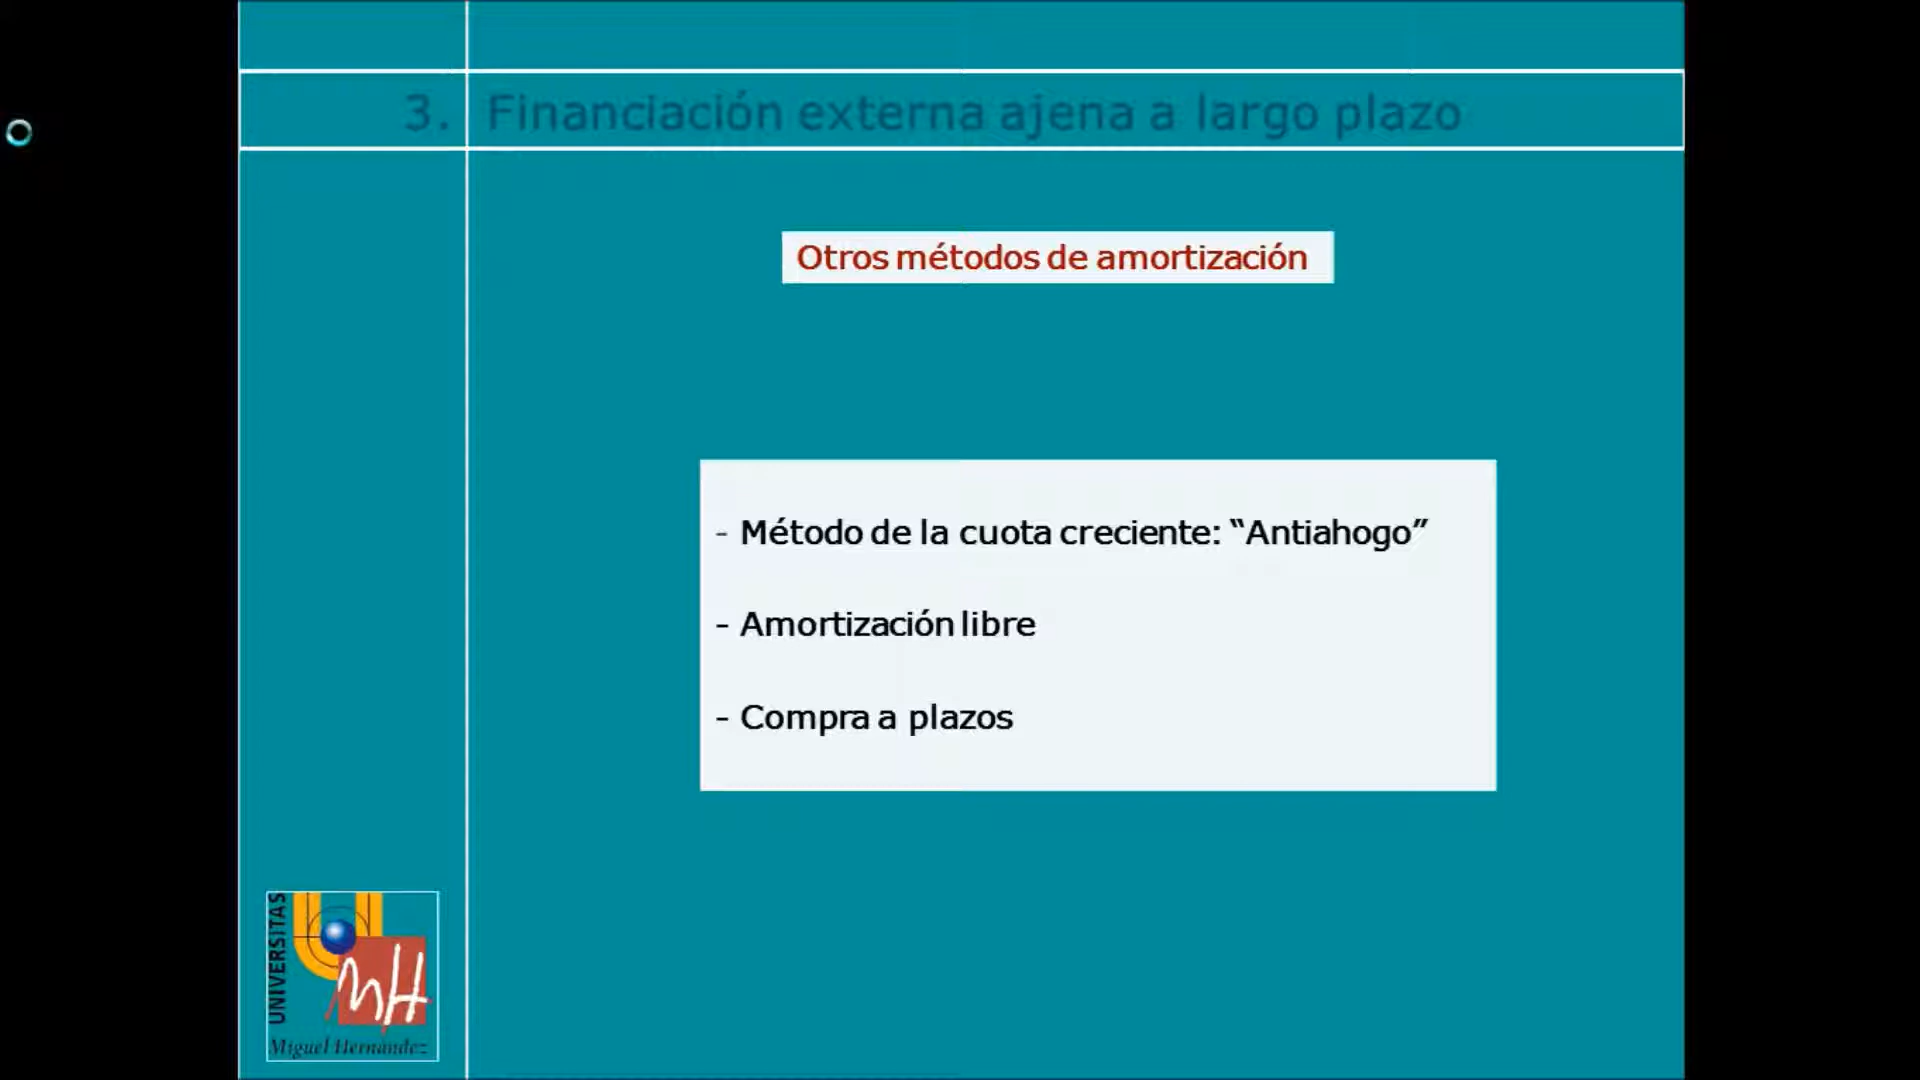 3. Financiación externa ajena a largo plazo
Otros métodos de amortización
- Método de la cuota creciente: “Antiahogo”
- Amortización libre
- Compra a plazos
UNIVERSITAS
MH
Miguel Hernández